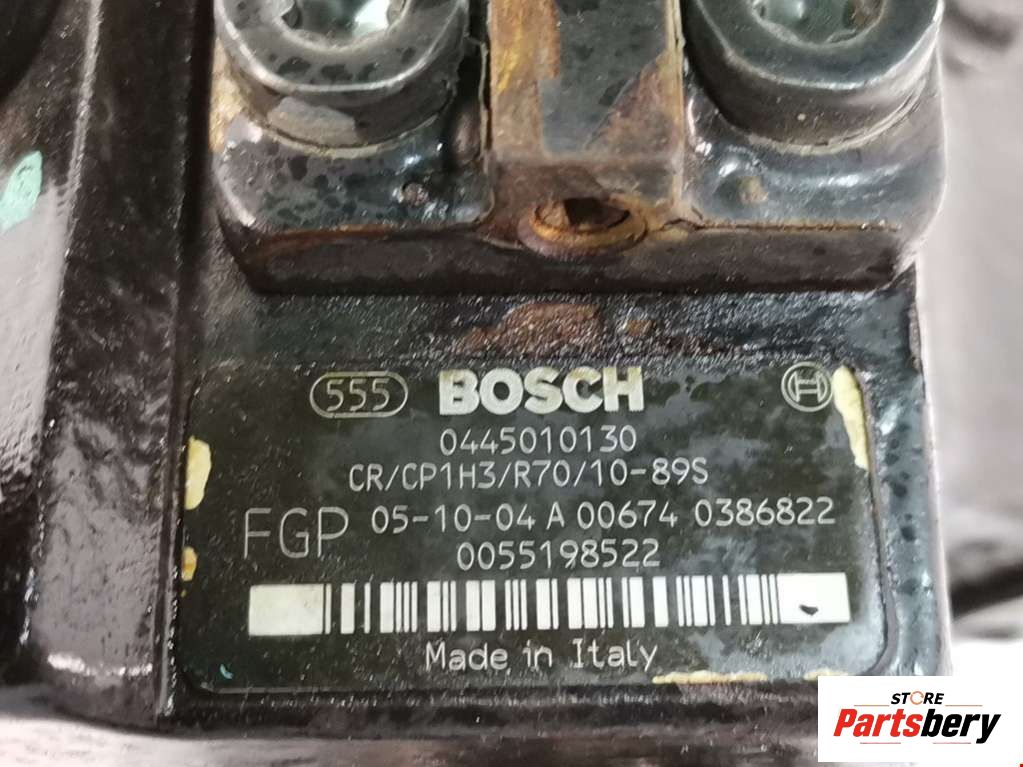 555 BOSCH
0445010130
CR/CP1H3/R70/10-89S
FGP 05-10-04 A 00674 0386822
0055198522
Made in Italy
STORE
Partsbery